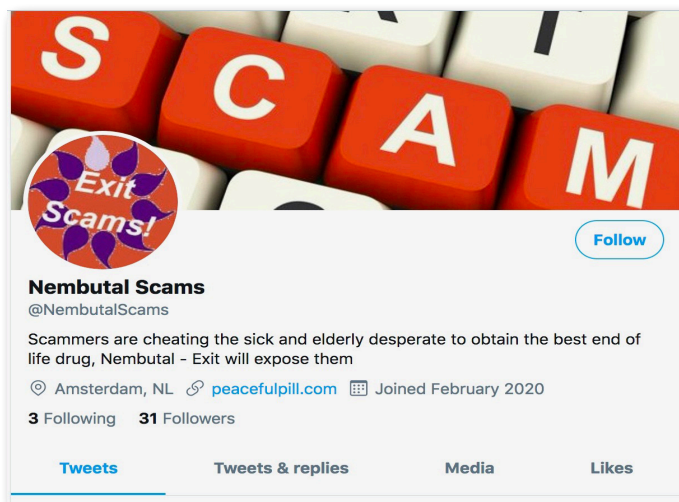 SCAM
Exit
Scams!
Follow
Nembutal Scams
@NembutalScams
Scammers are cheating the sick and elderly desperate to obtain the best end of
life drug, Nembutal - Exit will expose them
Amsterdam, NL peacefulpill.com Joined February 2020
3 Following 31 Followers
Tweets Tweets & replies Media Likes